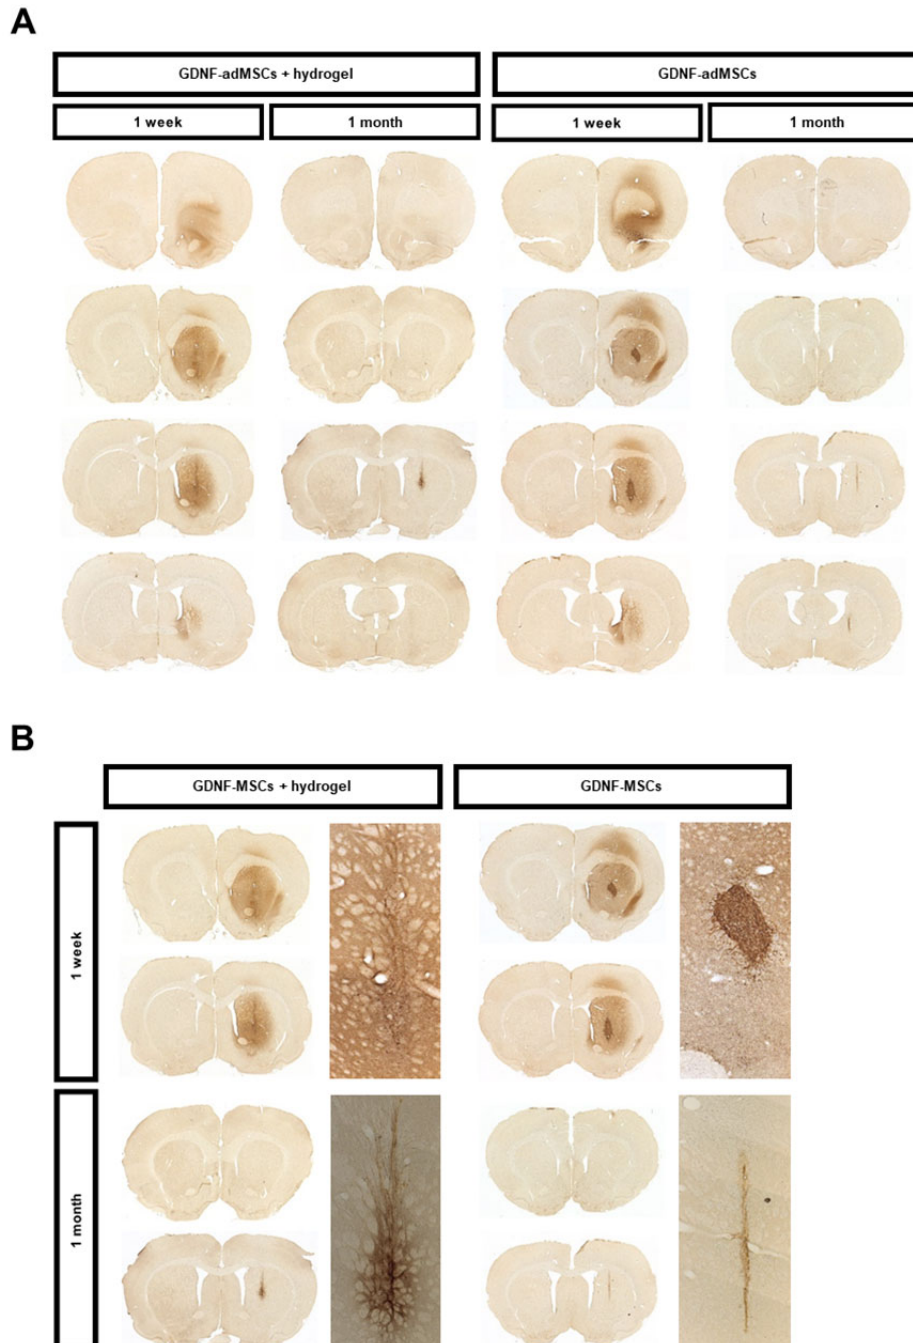 A
GDNF-adMSCs + hydrogel
GDNF-adMSCs
1 week
1 month
1 week
1 month
B
GDNF-MSCs + hydrogel
GDNF-MSCs
1 week
1 month